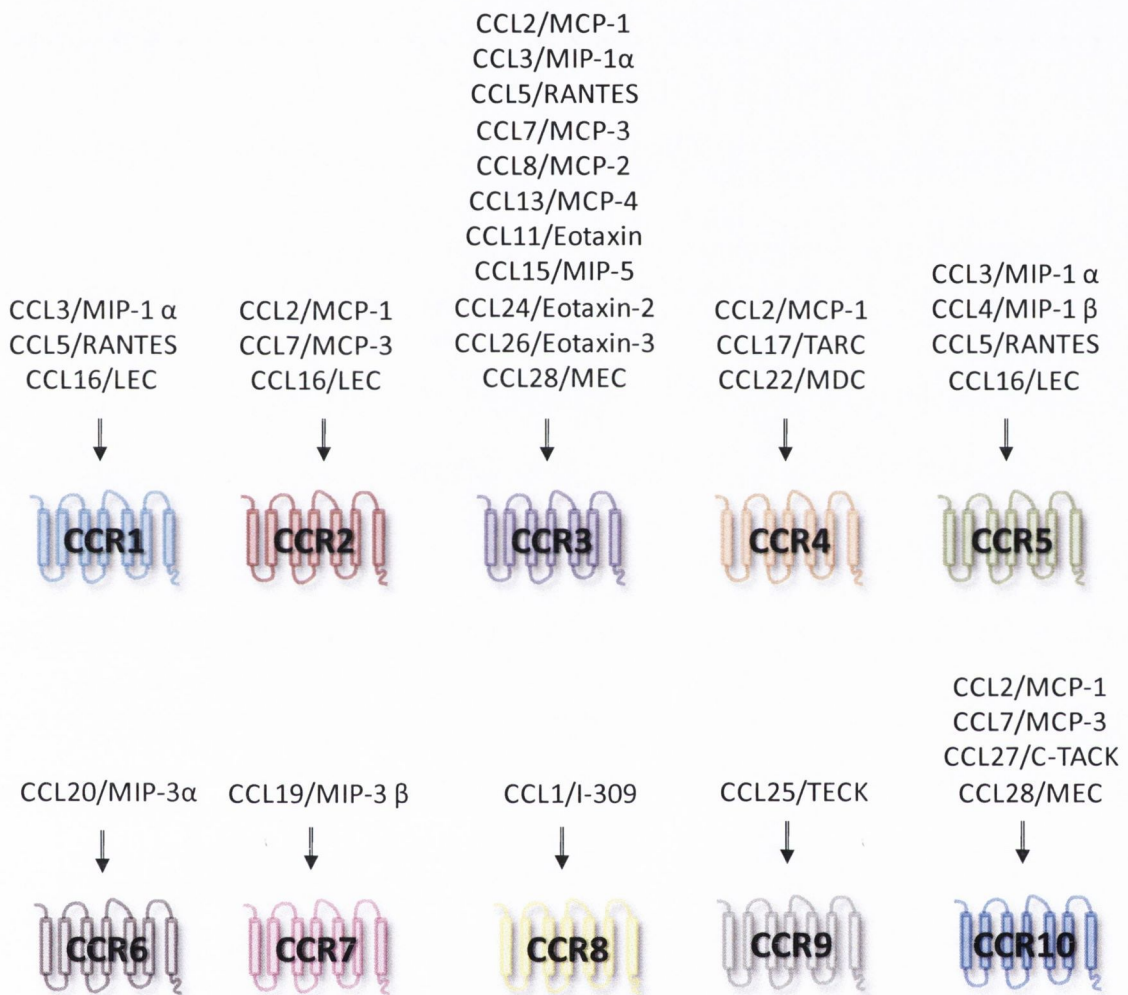 CCL3/MIP-1 α
CCL5/RANTES
CCL16/LEC
CCR1
CCL2/MCP-1
CCL7/MCP-3
CCL16/LEC
CCR2
CCL2/MCP-1
CCL3/MIP-1α
CCL5/RANTES
CCL7/MCP-3
CCL8/MCP-2
CCL13/MCP-4
CCL11/Eotaxin
CCL15/MIP-5
CCL24/Eotaxin-2
CCL26/Eotaxin-3
CCL28/MEC
CCR3
CCL2/MCP-1
CCL17/TARC
CCL22/MDC
CCR4
CCL3/MIP-1 α
CCL4/MIP-1 β
CCL5/RANTES
CCL16/LEC
CCR5
CCL20/MIP-3α
CCR6
CCL19/MIP-3 β
CCR7
CCL1/I-309
CCR8
CCL25/TECK
CCR9
CCL2/MCP-1
CCL7/MCP-3
CCL27/C-TACK
CCL28/MEC
CCR10